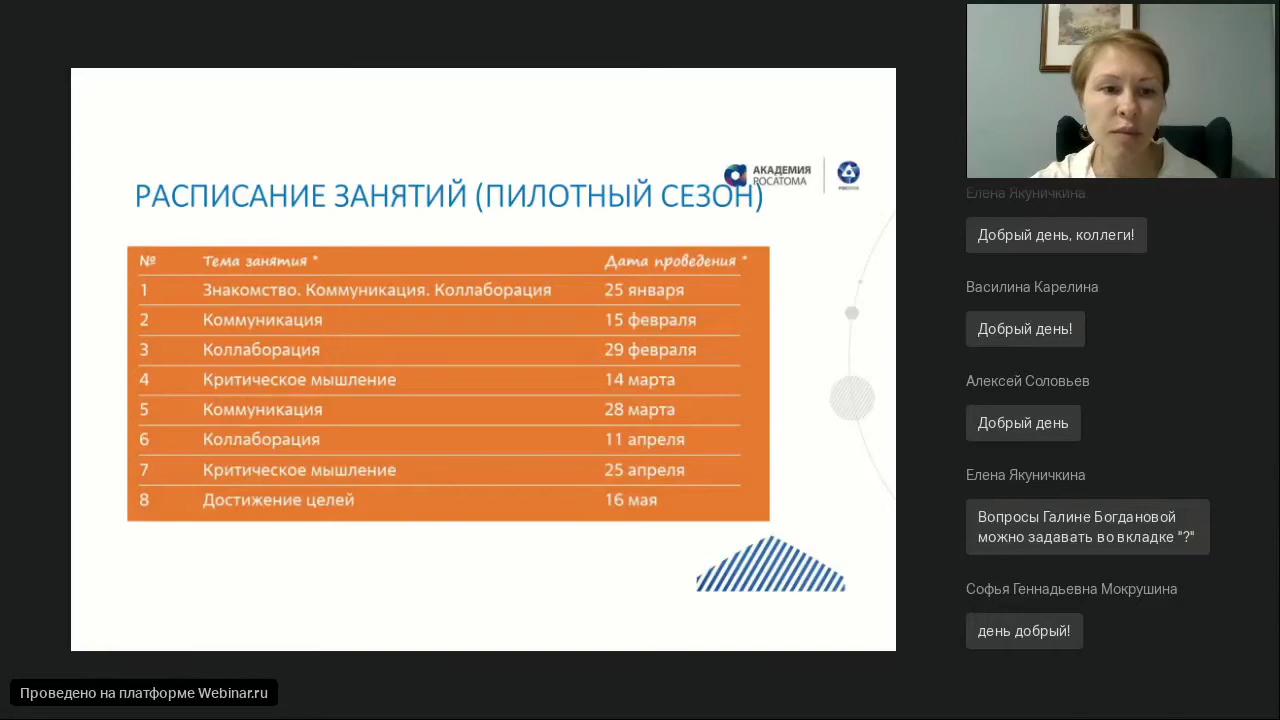 АКАДЕМИЯ
РОСАТОМА
РОСАТОМ
РАСПИСАНИЕ ЗАНЯТИЙ (ПИЛОТНЫЙ СЕЗОН)
№ Тема занятия * Дата проведения *
1 Знакомство. Коммуникация. Коллаборация 25 января
2 Коммуникация 15 февраля
3 Коллаборация 29 февраля
4 Критическое мышление 14 марта
5 Коммуникация 28 марта
6 Коллаборация 11 апреля
7 Критическое мышление 25 апреля
8 Достижение целей 16 мая
Елена Якуничкина
Добрый день, коллеги!
Василина Карелина
Добрый день!
Алексей Соловьев
Добрый день
Елена Якуничкина
Вопросы Галине Богдановой
можно задавать во вкладке "?"
Софья Геннадьевна Мокрушина
день добрый!
Проведено на платформе Webinar.ru